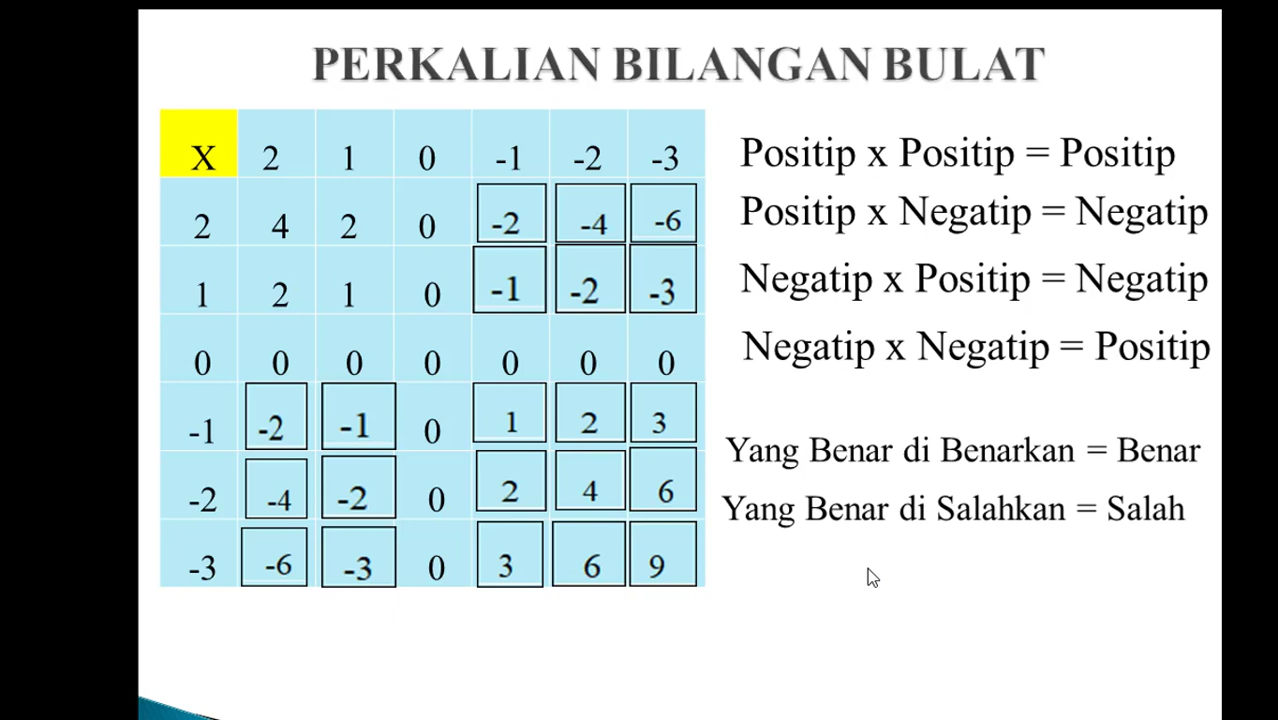 PERKALIAN BILANGAN BULAT
X 2 1 0 -1 -2 -3
2 4 2 0 -2 -4 -6
1 2 1 0 -1 -2 -3
0 0 0 0 0 0 0
-1 -2 -1 0 1 2 3
-2 -4 -2 0 2 4 6
-3 -6 -3 0 3 6 9
Positip x Positip = Positip
Positip x Negatip = Negatip
Negatip x Positip = Negatip
Negatip x Negatip = Positip
Yang Benar di Benarkan = Benar
Yang Benar di Salahkan = Salah